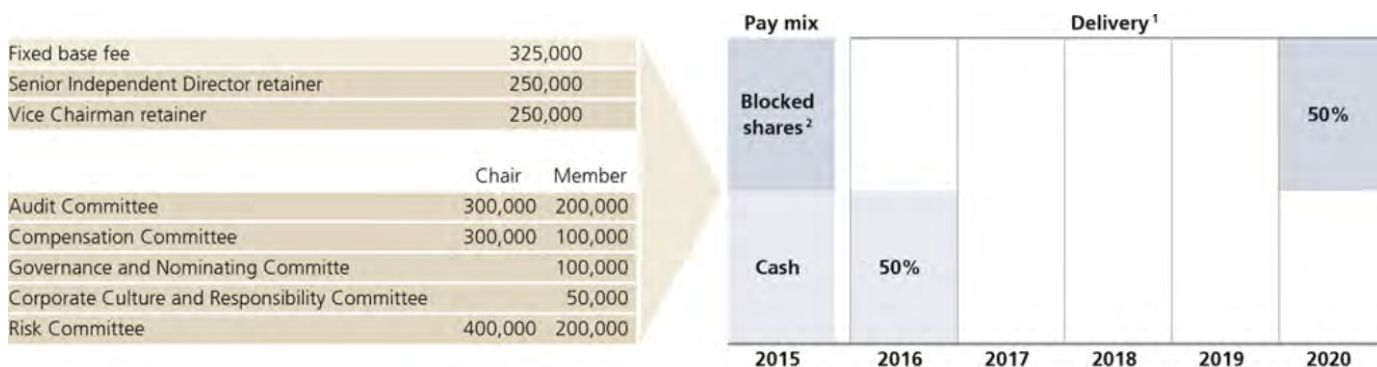 Fixed base fee 325,000
Senior Independent Director retainer 250,000
Vice Chairman retainer 250,000
Chair Member
Audit Committee 300,000 200,000
Compensation Committee 300,000 100,000
Governance and Nominating Committe 100,000
Corporate Culture and Responsibility Committee 50,000
Risk Committee 400,000 200,000
Pay mix Delivery 1
Blocked
shares 2
50%
Cash 50%
2015 2016 2017 2018 2019 2020